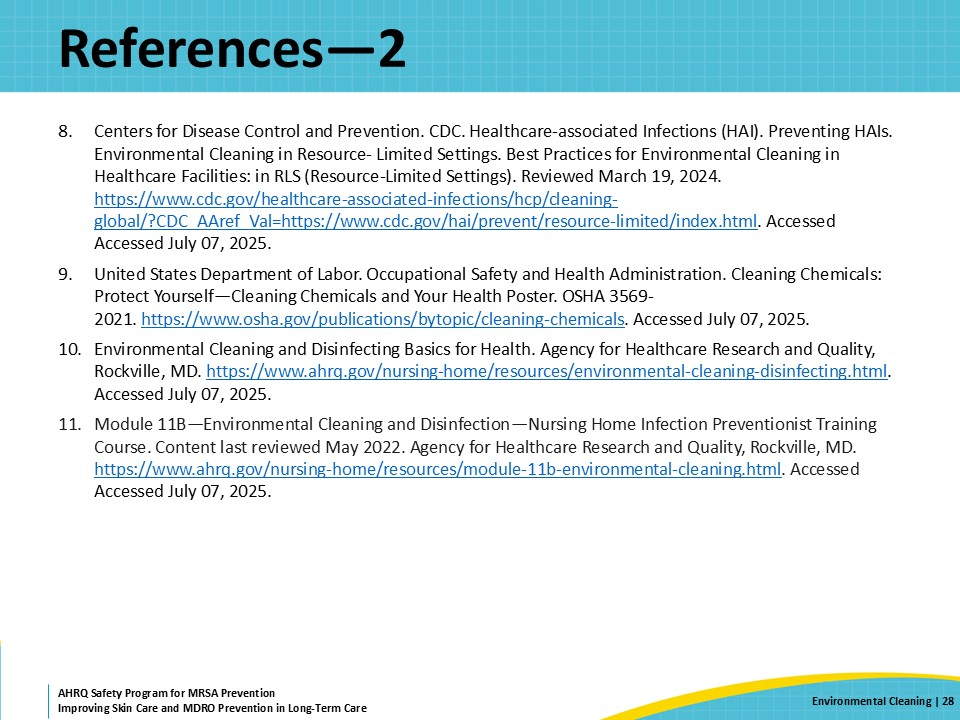 References—2
8. Centers for Disease Control and Prevention. CDC. Healthcare-associated Infections (HAI). Preventing HAIs.
Environmental Cleaning in Resource- Limited Settings. Best Practices for Environmental Cleaning in
Healthcare Facilities: in RLS (Resource-Limited Settings). Reviewed March 19, 2024.
https://www.cdc.gov/healthcare-associated-infections/hcp/cleaning-
global/?CDC_AAref_Val=https://www.cdc.gov/hai/prevent/resource-limited/index.html. Accessed
Accessed July 07, 2025.
9. United States Department of Labor. Occupational Safety and Health Administration. Cleaning Chemicals:
Protect Yourself—Cleaning Chemicals and Your Health Poster. OSHA 3569-
2021. https://www.osha.gov/publications/bytopic/cleaning-chemicals. Accessed July 07, 2025.
10. Environmental Cleaning and Disinfecting Basics for Health. Agency for Healthcare Research and Quality,
Rockville, MD. https://www.ahrq.gov/nursing-home/resources/environmental-cleaning-disinfecting.html.
Accessed July 07, 2025.
11. Module 11B—Environmental Cleaning and Disinfection—Nursing Home Infection Preventionist Training
Course. Content last reviewed May 2022. Agency for Healthcare Research and Quality, Rockville, MD.
https://www.ahrq.gov/nursing-home/resources/module-11b-environmental-cleaning.html. Accessed
Accessed July 07, 2025.
AHRQ Safety Program for MRSA Prevention
Improving Skin Care and MDRO Prevention in Long-Term Care
Environmental Cleaning | 28